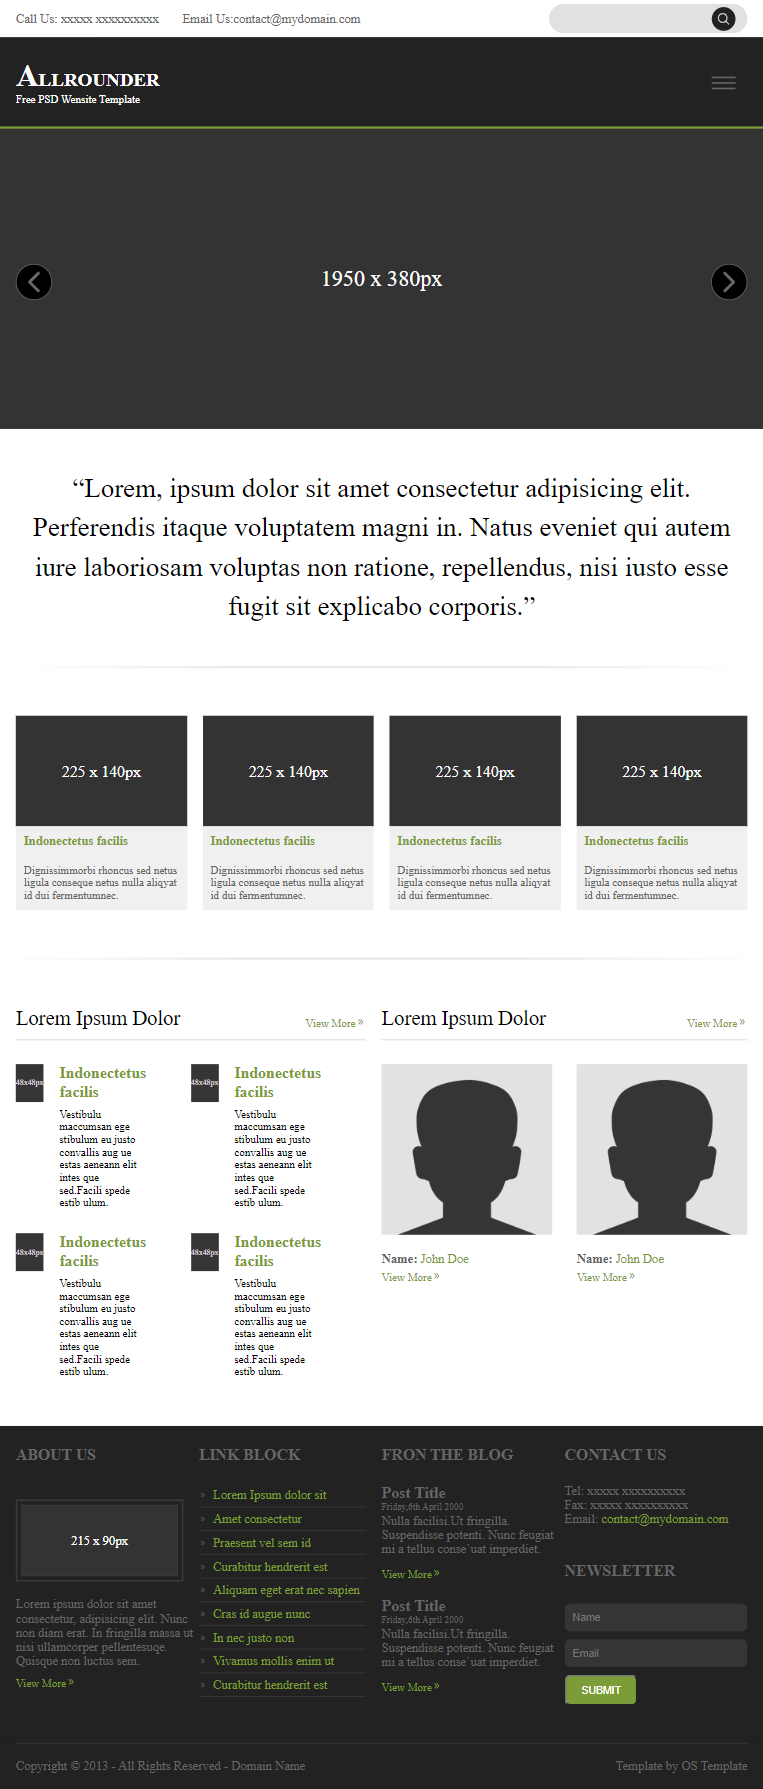 Call Us: xxxxx xxxxxxxxxx Email Us:contact@mydomain.com
Allrounder
Free PSD Wensite Template
1950 x 380px
“Lorem, ipsum dolor sit amet consectetur adipisicing elit.
Perferendis itaque voluptatem magni in. Natus eveniet qui autem
iure laboriosam voluptas non ratione, repellendus, nisi iusto esse
fugit sit explicabo corporis.”
225 x 140px
Indonectetus facilis
Dignissimmorbi rhoncus sed netus
ligula conseque netus nulla aliqyat
id dui fermentumnec.
225 x 140px
Indonectetus facilis
Dignissimmorbi rhoncus sed netus
ligula conseque netus nulla aliqyat
id dui fermentumnec.
225 x 140px
Indonectetus facilis
Dignissimmorbi rhoncus sed netus
ligula conseque netus nulla aliqyat
id dui fermentumnec.
225 x 140px
Indonectetus facilis
Dignissimmorbi rhoncus sed netus
ligula conseque netus nulla aliqyat
id dui fermentumnec.
Lorem Ipsum Dolor
View More »
48x48px
Indonectetus
facilis
Vestibulu
maccumsan ege
stibulum eu justo
convallis aug ue
estas aeneann elit
intes que
sed.Facili spede
estib ulum.
48x48px
Indonectetus
facilis
Vestibulu
maccumsan ege
stibulum eu justo
convallis aug ue
estas aeneann elit
intes que
sed.Facili spede
estib ulum.
48x48px
Indonectetus
facilis
Vestibulu
maccumsan ege
stibulum eu justo
convallis aug ue
estas aeneann elit
intes que
sed.Facili spede
estib ulum.
48x48px
Indonectetus
facilis
Vestibulu
maccumsan ege
stibulum eu justo
convallis aug ue
estas aeneann elit
intes que
sed.Facili spede
estib ulum.
Lorem Ipsum Dolor
View More »
Name: John Doe
View More »
Name: John Doe
View More »
ABOUT US
215 x 90px
Lorem ipsum dolor sit amet
consectetur, adipisicing elit. Nunc
non diam erat. In fringilla massa ut
nisi ullamcorper pellentesuqe.
Quisque non luctus sem.
View More »
LINK BLOCK
» Lorem Ipsum dolor sit
» Amet consectetur
» Praesent vel sem id
» Curabitur hendrerit est
» Aliquam eget erat nec sapien
» Cras id augue nunc
» In nec justo non
» Vivamus mollis enim ut
» Curabitur hendrerit est
FRON THE BLOG
Post Title
Friday,6th April 2000
Nulla facilisi.Ut fringilla.
Suspendisse potenti. Nunc feugiat
mi a tellus conse`uat imperdiet.
View More »
Post Title
Friday,6th April 2000
Nulla facilisi.Ut fringilla.
Suspendisse potenti. Nunc feugiat
mi a tellus conse`uat imperdiet.
View More »
CONTACT US
Tel: xxxxx xxxxxxxxxx
Fax: xxxxx xxxxxxxxxx
Email: contact@mydomain.com
NEWSLETTER
Name
Email
SUBMIT
Copyright © 2013 - All Rights Reserved - Domain Name
Template by OS Template